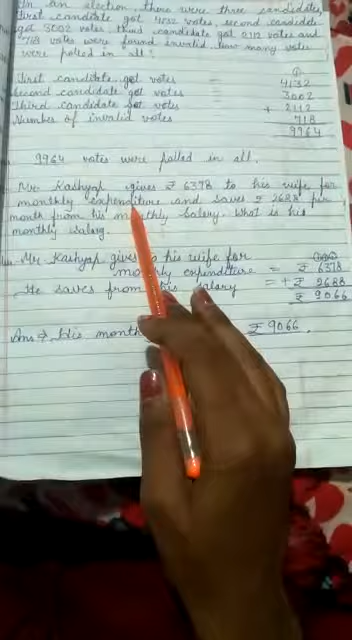 In an election, there were three candidates,
first candidate got 4132 votes, second candidate
got 3002 votes, third candidate got 2112 votes and
718 votes were found invalid. how many votes
were polled in all?
First candidate got votes = 4132
Second candidate got votes 3002
Third candidate got votes + 2112
Number of invalid votes 718
9964
9964 votes were polled in all.
Mr Kashyap gives ₹ 6378 to his wife for
monthly expenditure and saves ₹ 2688 per
month from his monthly salary. What is his
monthly salary.
Mr. Kashyap gives to his wife for
monthly expenditure = ₹ 6378
He saves from his salary = + ₹ 2688
₹ 9066
Ans → His month ₹ 9066.